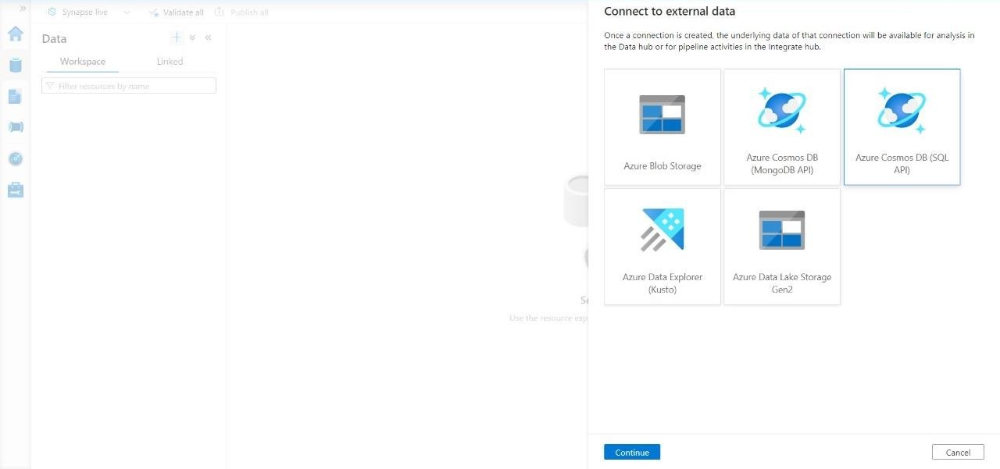 Synapse live
Validate all
Publish all
Data
Workspace
Linked
Filter resources by name
Se
Use the resource exp
Connect to external data
Once a connection is created, the underlying data of that connection will be available for analysis in
the Data hub or for pipeline activities in the Integrate hub.
Azure Blob Storage
Azure Cosmos DB
(MongoDB API)
Azure Cosmos DB (SQL
API)
Azure Data Explorer
(Kusto)
Azure Data Lake Storage
Gen2
Continue
Cancel